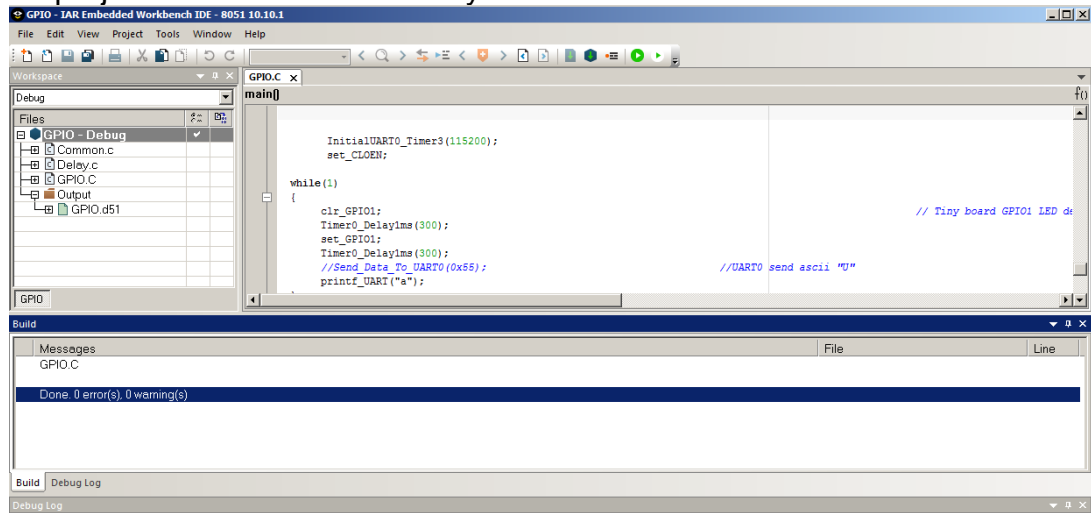 GPIO - IAR Embedded Workbench IDE - 8051 10.10.1
File Edit View Project Tools Window Help
Workspace
GPIO.C
Debug
main()
f()
Files
GPIO - Debug
Common.c
Delay.c
GPIO.C
Output
GPIO.d51
InitialUART0_Timer3(115200);
set_CLOEN;
while(1)
{
clr_GPIO1; // Tiny board GPIO1 LED de
Timer0_Delay1ms(300);
set_GPIO1;
Timer0_Delay1ms(300);
//Send_Data_To_UART0(0x55); //UART0 send ascii "U"
printf_UART("a");
GPIO
Build
Messages File Line
GPIO.C
Done. 0 error(s), 0 warning(s)
Build Debug Log
Debug Log